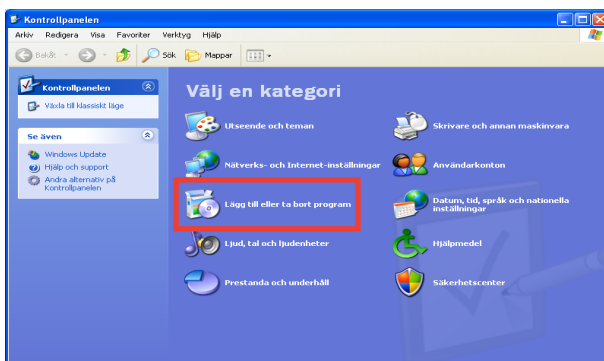 Kontrollpanelen
Arkiv Redigera Visa Favoriter Verktyg Hjälp
Bakåt Sök Mappar
Kontrollpanelen
Växla till klassiskt läge
Se även
Windows Update
Hjälp och support
Andra alternativ på
Kontrollpanelen
Välj en kategori
Utseende och teman
Skrivare och annan maskinvara
Nätverks- och Internet-inställningar
Användarkonton
Lägg till eller ta bort program
Datum, tid, språk och nationella
inställningar
Ljud, tal och ljudenheter
Hjälpmedel
Prestanda och underhåll
Säkerhetscenter